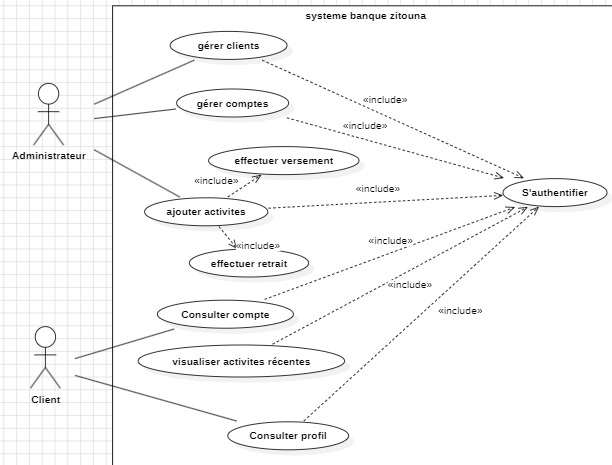 systeme banque zitouna
gérer clients
«include»
gérer comptes
«include»
Administrateur
effectuer versement
«include»
«include»
S'authentifier
ajouter activites
«include»
«include»
effectuer retrait
«include»
Consulter compte
«include»
visualiser activites récentes
Client
Consulter profil